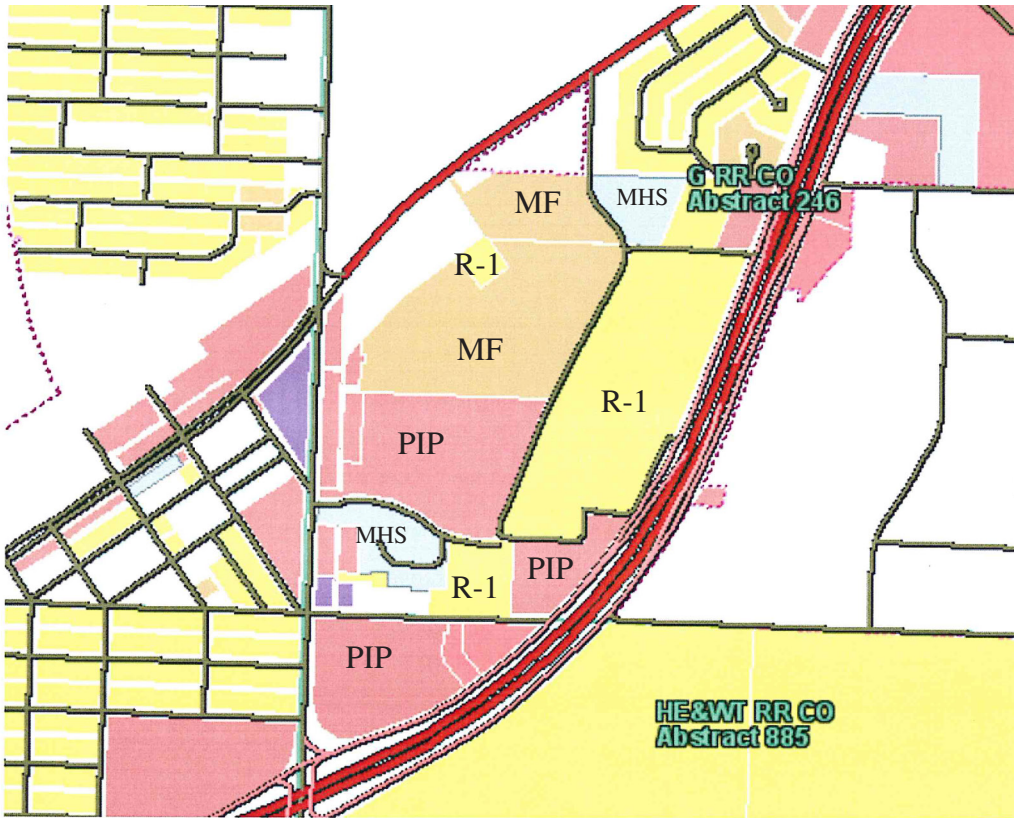 G RR CO
Abstract 246
MF
MHS
R-1
MF
R-1
PIP
MHS
PIP
R-1
PIP
HE&WT RR CO
Abstract 885